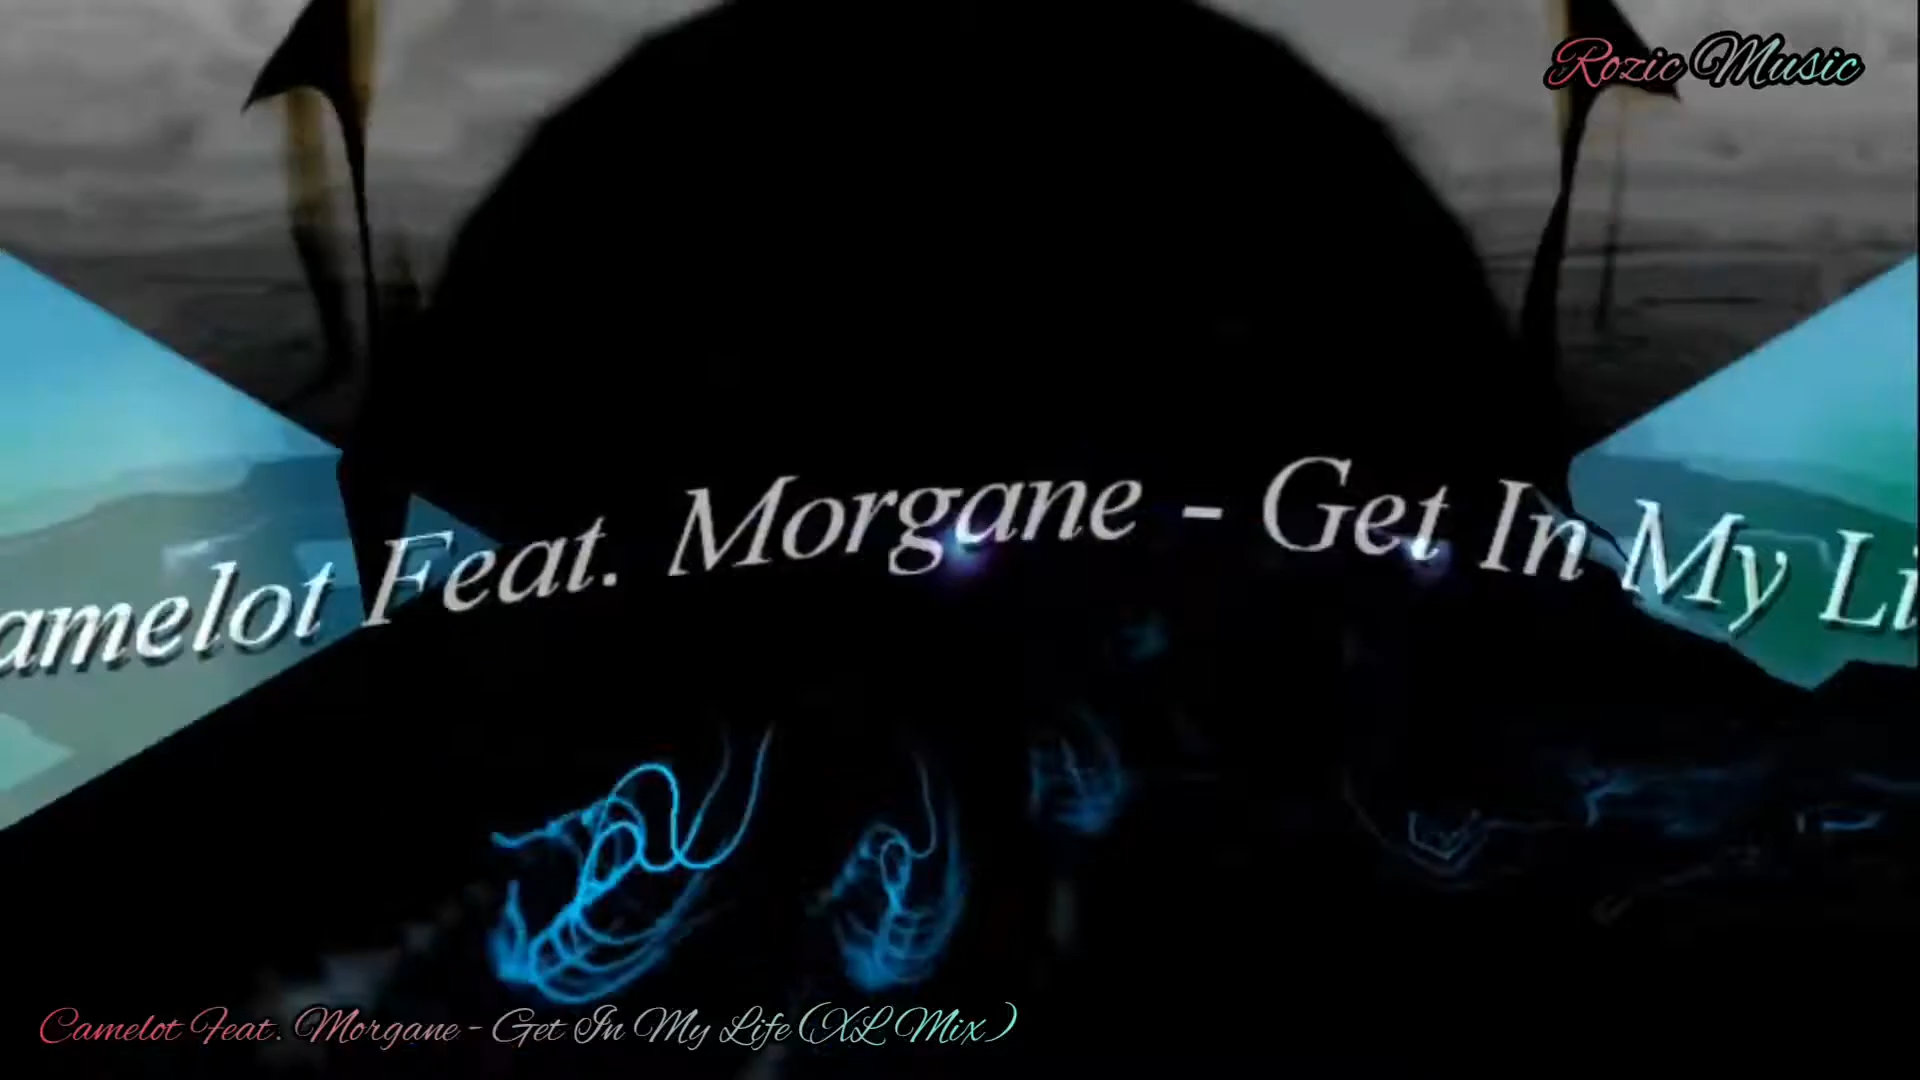 Rozic Music
amelot Feat. Morgane - Get In My Li
Camelot Feat. Morgane - Get In My Life (XL Mix)